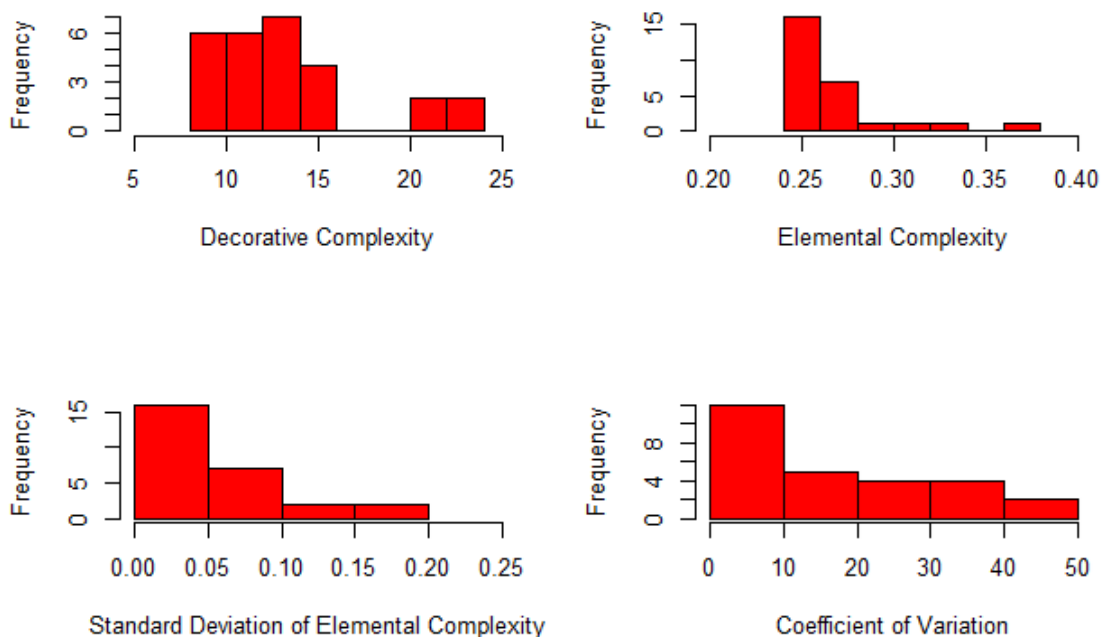 Frequency
6
3
0
5 10 15 20 25
Decorative Complexity
Frequency
15
5
0
0.20 0.25 0.30 0.35 0.40
Elemental Complexity
Frequency
15
5
0
0.00 0.05 0.10 0.15 0.20 0.25
Standard Deviation of Elemental Complexity
Frequency
8
4
0
0 10 20 30 40 50
Coefficient of Variation